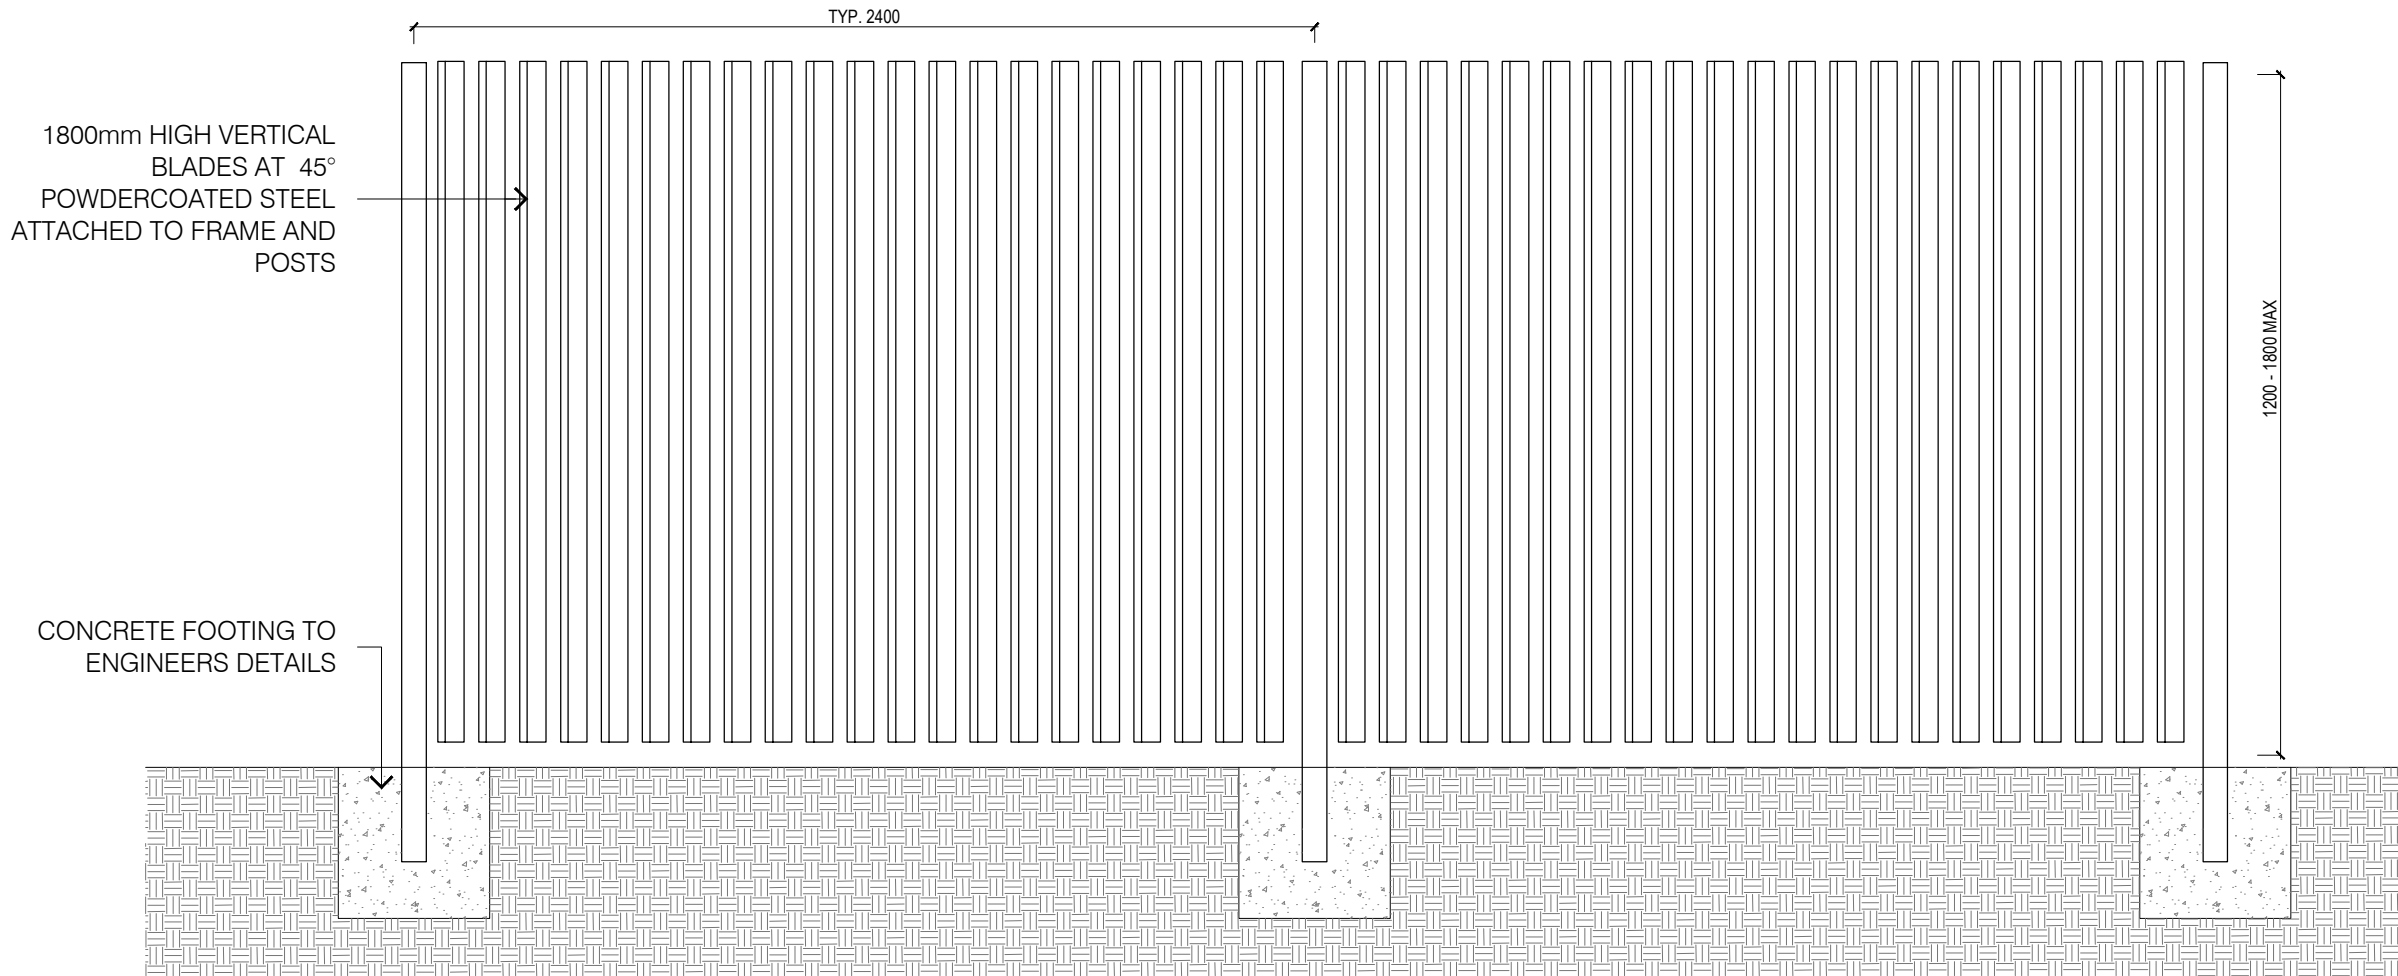 TYP. 2400
1800mm HIGH VERTICAL
BLADES AT 45°
POWDERCOATED STEEL
ATTACHED TO FRAME AND
POSTS
1200 - 1800 MAX
CONCRETE FOOTING TO
ENGINEERS DETAILS